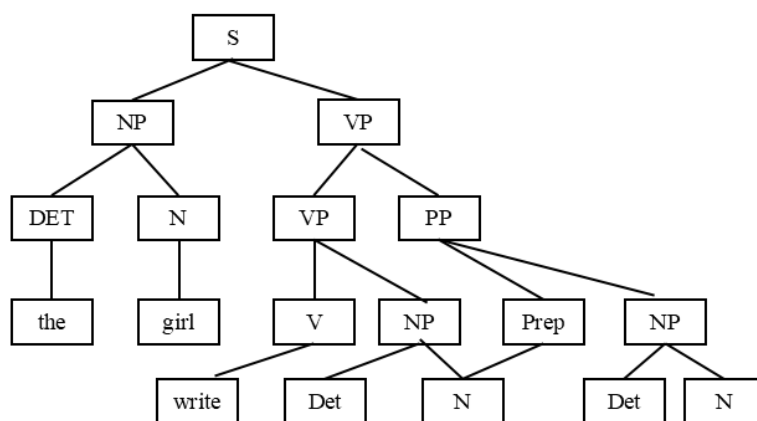 S
NP VP
DET N VP PP
the girl V NP Prep NP
write Det N Det N